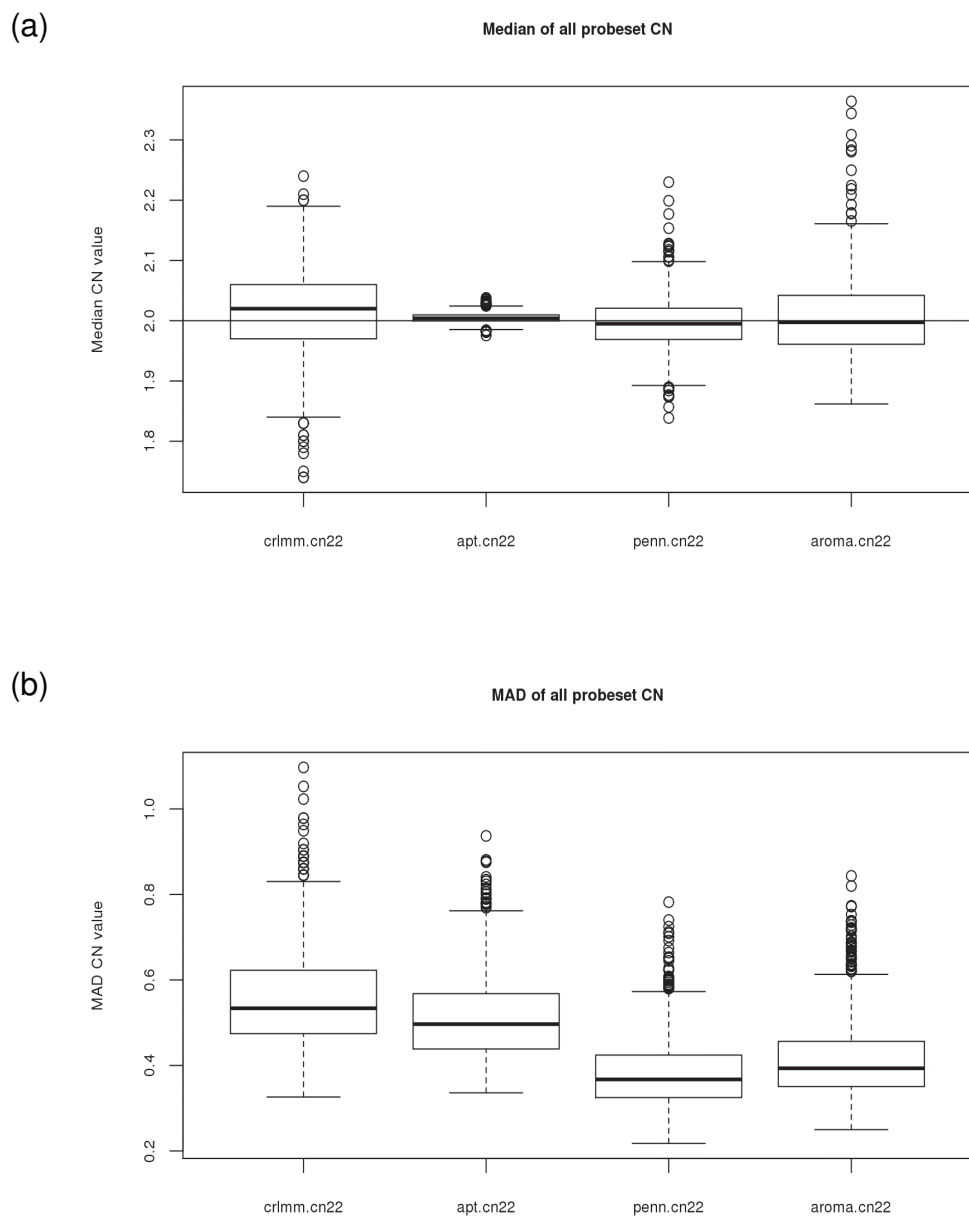 (a)
Median of all probeset CN
Median CN value
2.3
2.2
2.1
2.0
1.9
1.8
crlmm.cn22 apt.cn22 penn.cn22 aroma.cn22
(b)
MAD of all probeset CN
MAD CN value
1.0
0.8
0.6
0.4
0.2
crlmm.cn22 apt.cn22 penn.cn22 aroma.cn22